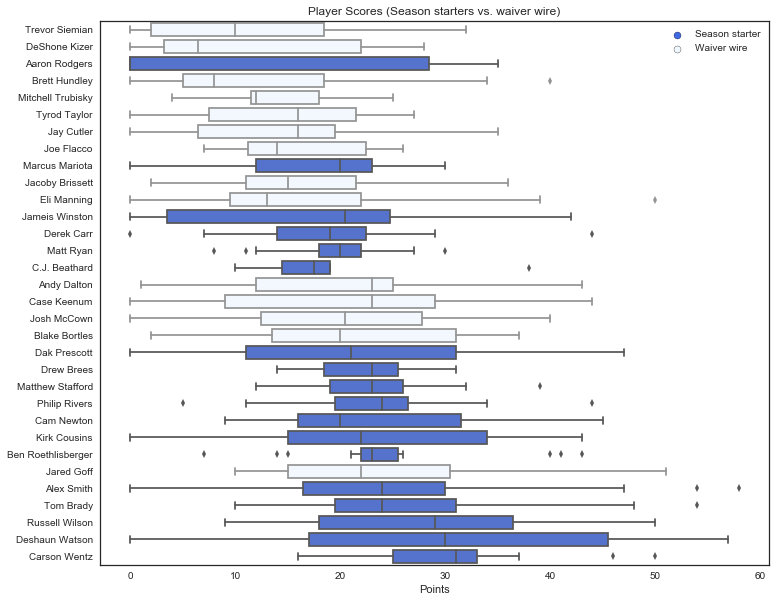 Player Scores (Season starters vs. waiver wire)
Season starter
Waiver wire
Trevor Siemian
DeShone Kizer
Aaron Rodgers
Brett Hundley
Mitchell Trubisky
Tyrod Taylor
Jay Cutler
Joe Flacco
Marcus Mariota
Jacoby Brissett
Eli Manning
Jameis Winston
Derek Carr
Matt Ryan
C.J. Beathard
Andy Dalton
Case Keenum
Josh McCown
Blake Bortles
Dak Prescott
Drew Brees
Matthew Stafford
Philip Rivers
Cam Newton
Kirk Cousins
Ben Roethlisberger
Jared Goff
Alex Smith
Tom Brady
Russell Wilson
Deshaun Watson
Carson Wentz
0 10 20 30 40 50 60
Points